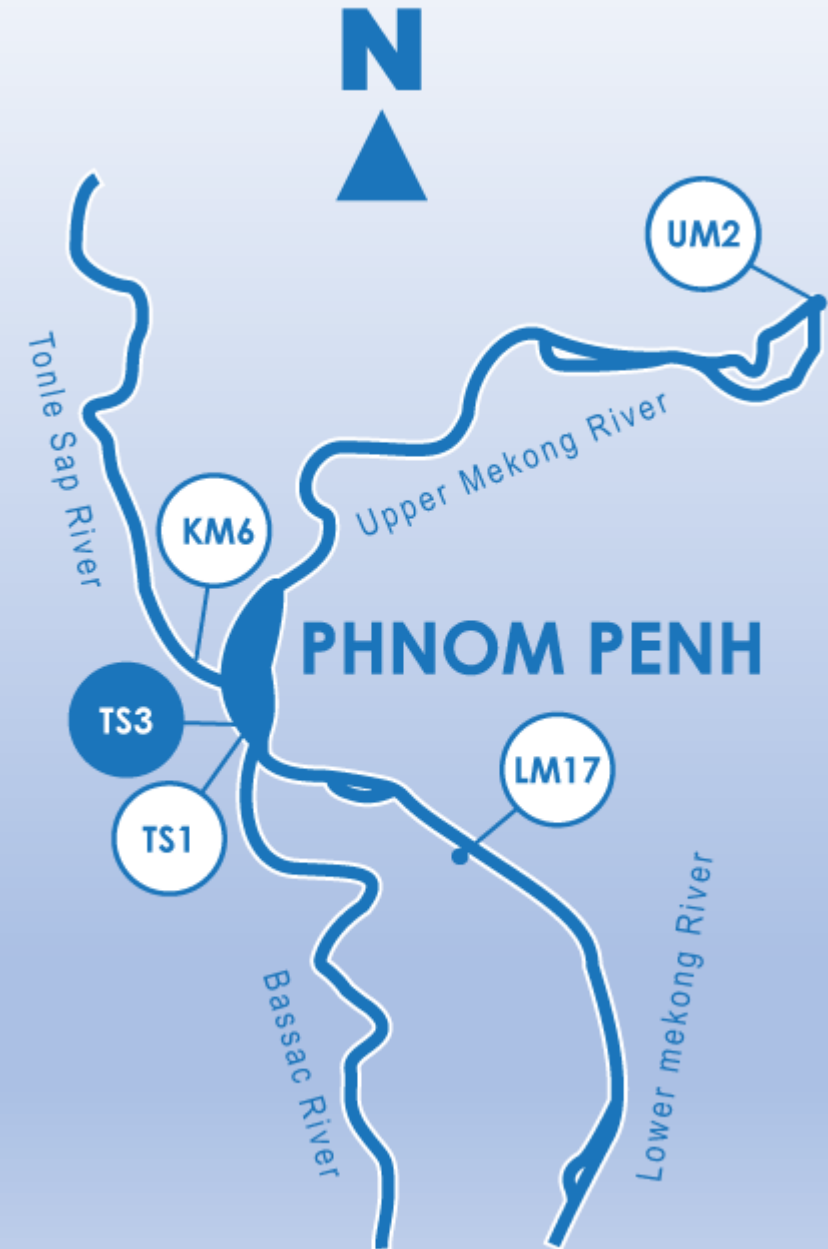 N
UM2
Tonle Sap River
Upper Mekong River
KM6
PHNOM PENH
TS3
LM17
TS1
Bassac River
Lower mekong River